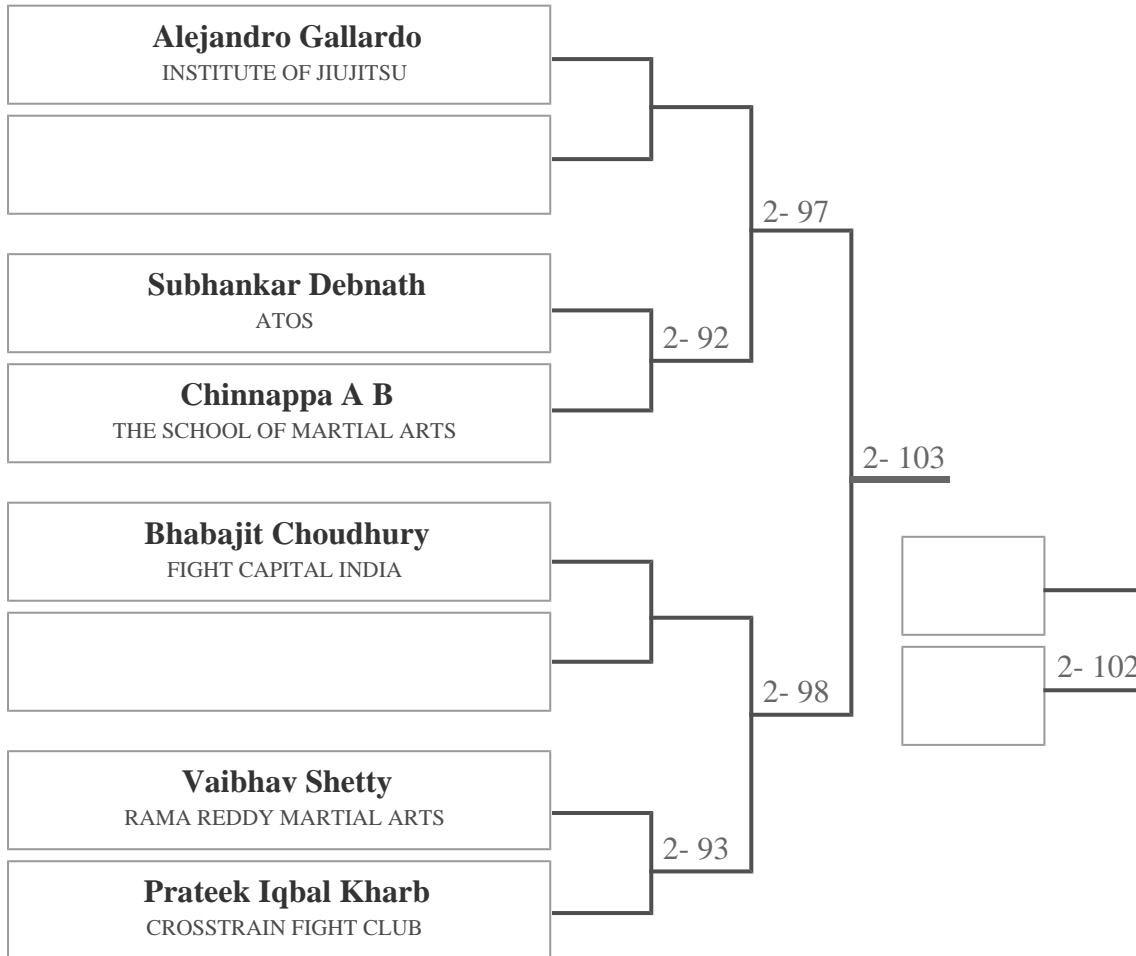 Alejandro Gallardo
INSTITUTE OF JIUJITSU
2- 97
Subhankar Debnath
ATOS
2- 92
Chinnappa A B
THE SCHOOL OF MARTIAL ARTS
2- 103
Bhabajit Choudhury
FIGHT CAPITAL INDIA
2- 98
2- 102
Vaibhav Shetty
RAMA REDDY MARTIAL ARTS
2- 93
Prateek Iqbal Kharb
CROSSTRAIN FIGHT CLUB